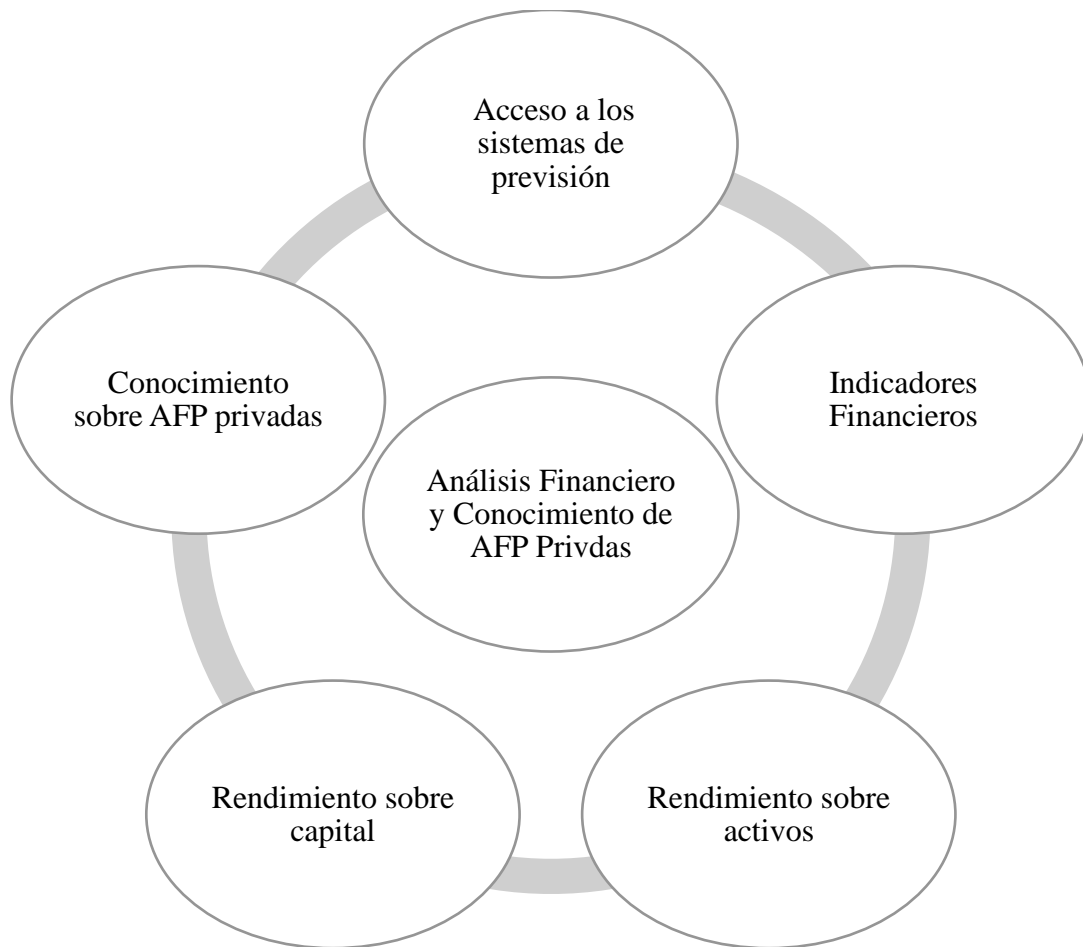 Acceso a los
sistemas de
previsión
Conocimiento
sobre AFP privadas
Indicadores
Financieros
Análisis Financiero
y Conocimiento de
AFP Privdas
Rendimiento sobre
capital
Rendimiento sobre
activos